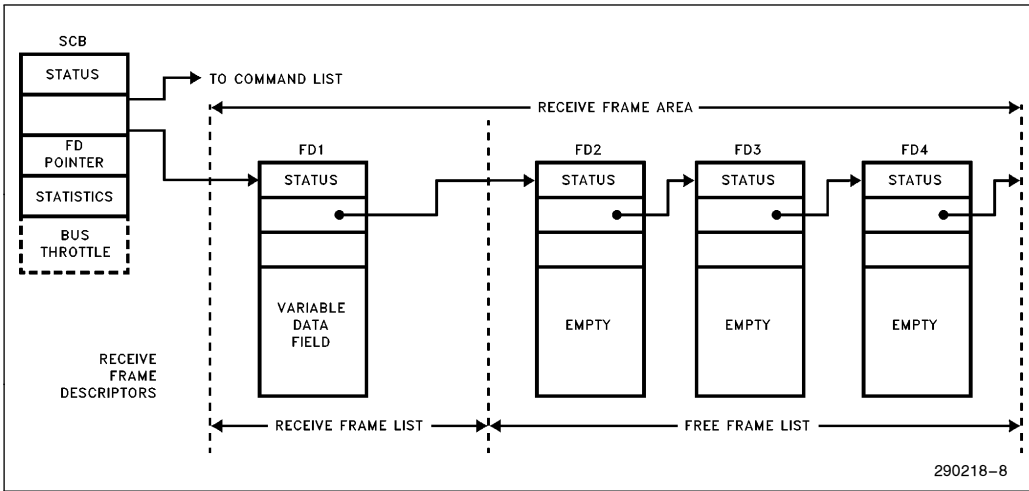 SCB
STATUS
TO COMMAND LIST
RECEIVE FRAME AREA
FD
POINTER
STATISTICS
BUS
THROTTLE
FD1
STATUS
VARIABLE
DATA
FIELD
FD2
STATUS
EMPTY
FD3
STATUS
EMPTY
FD4
STATUS
EMPTY
RECEIVE
FRAME
DESCRIPTORS
RECEIVE FRAME LIST
FREE FRAME LIST
290218-8